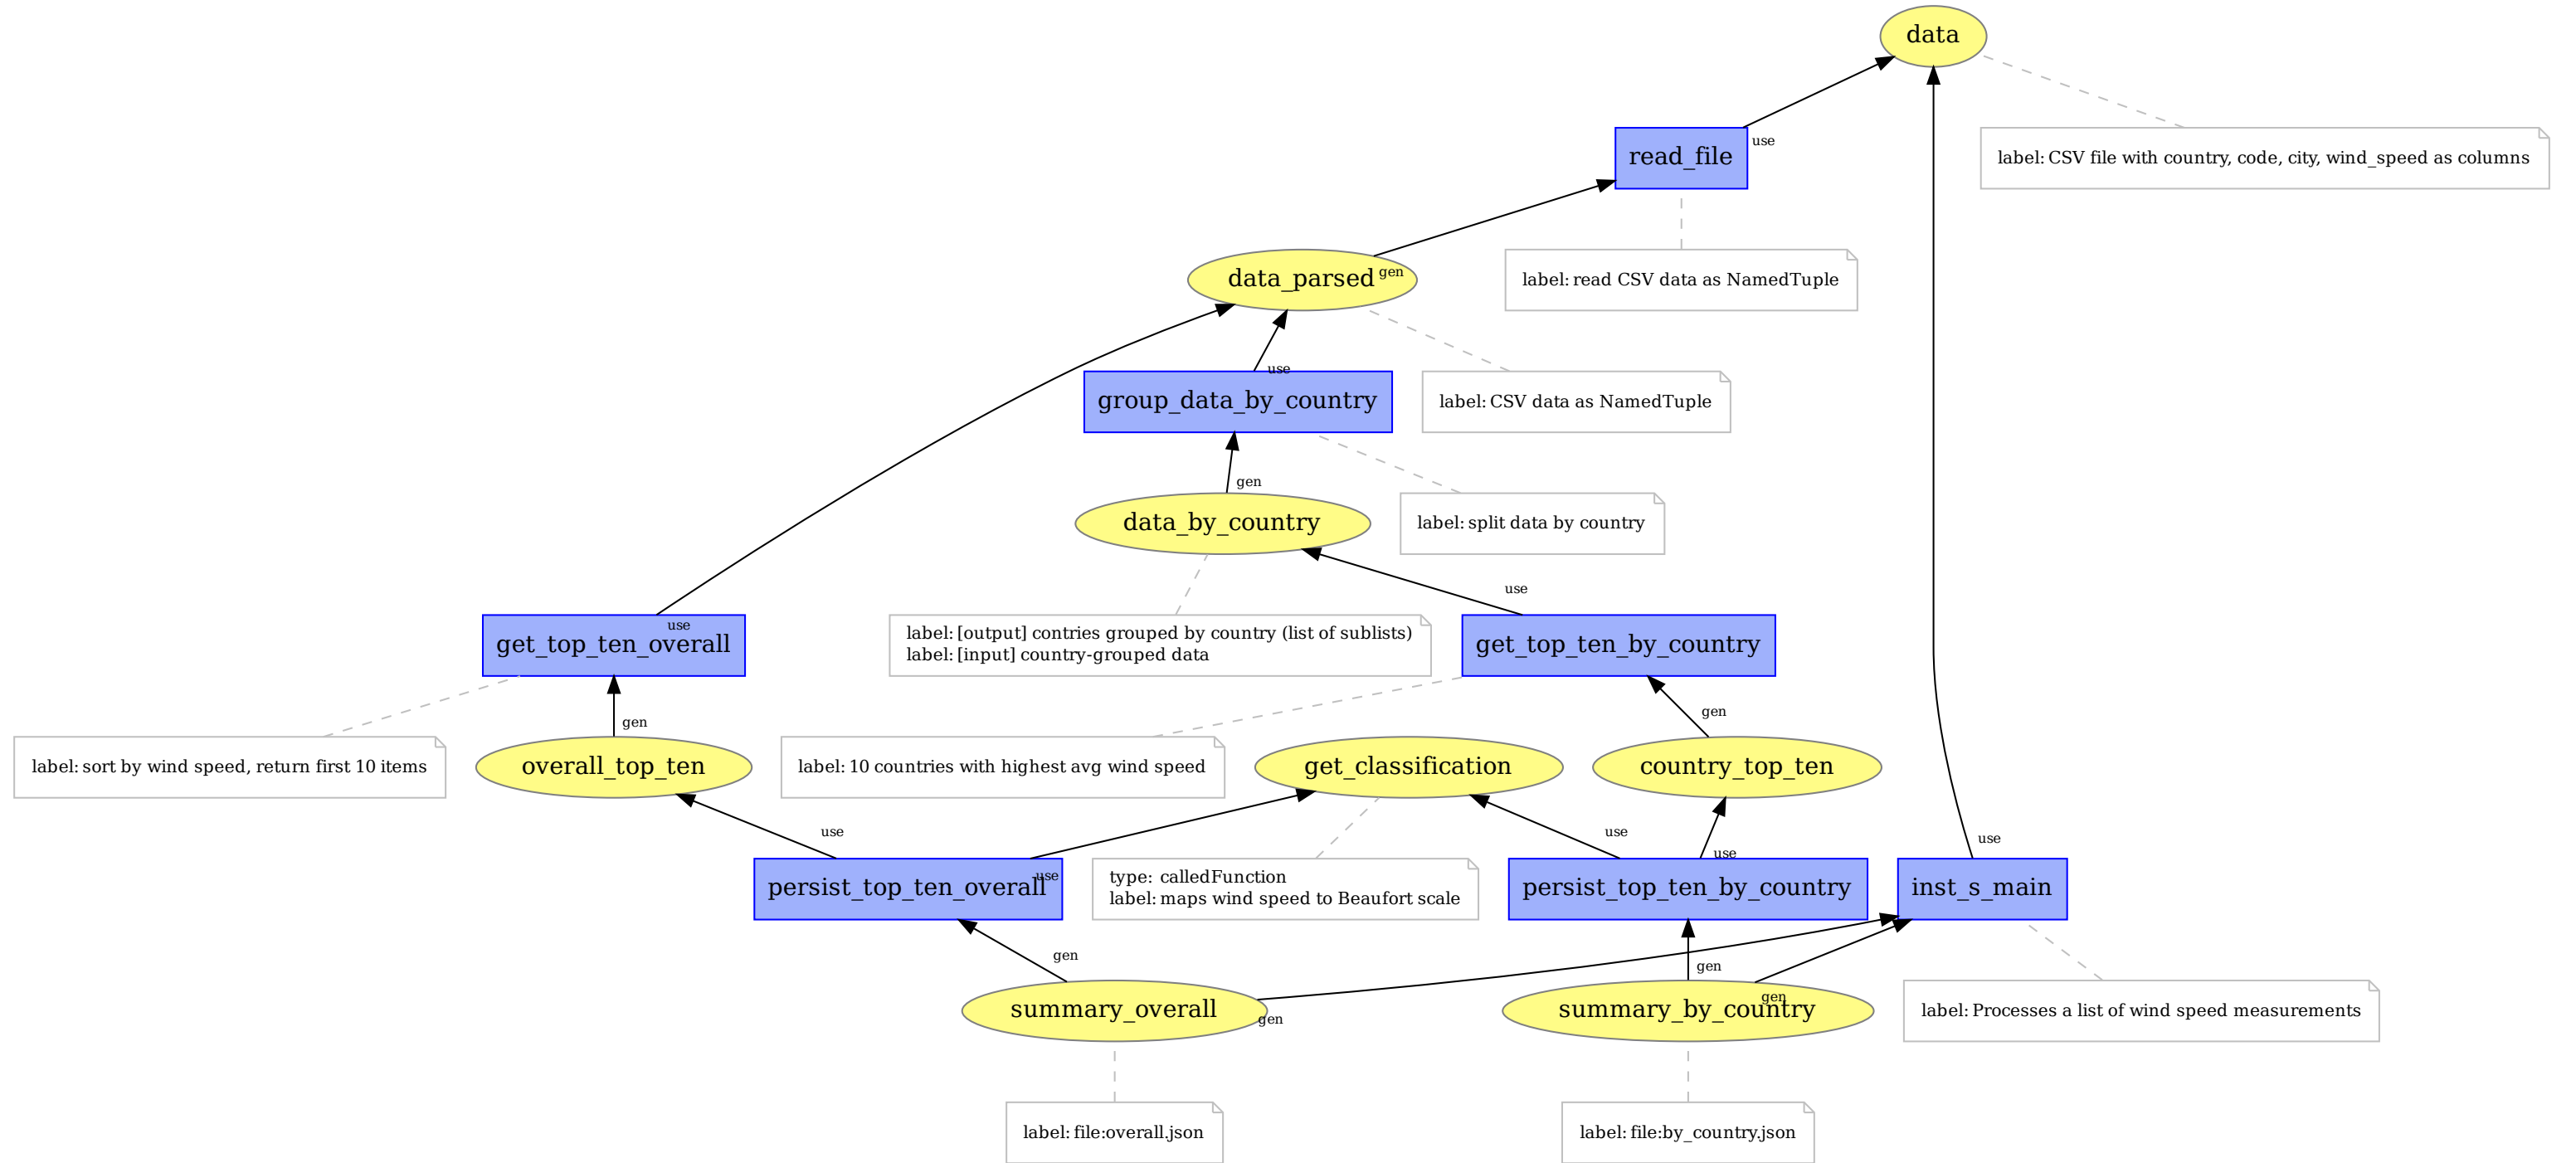 data
read_file
use
label: CSV file with country, code, city, wind_speed as columns
data_parsed
gen
label: read CSV data as NamedTuple
use
group_data_by_country
label: CSV data as NamedTuple
gen
data_by_country
label: split data by country
use
use
get_top_ten_overall
label: [output] contries grouped by country (list of sublists)
label: [input] country-grouped data
get_top_ten_by_country
gen
gen
label: sort by wind speed, return first 10 items
overall_top_ten
label: 10 countries with highest avg wind speed
get_classification
country_top_ten
use
use
use
use
persist_top_ten_overall
use
type: calledFunction
label: maps wind speed to Beaufort scale
persist_top_ten_by_country
inst_s_main
gen
gen
summary_overall
gen
summary_by_country
gen
label: Processes a list of wind speed measurements
label: file:overall.json
label: file:by_country.json